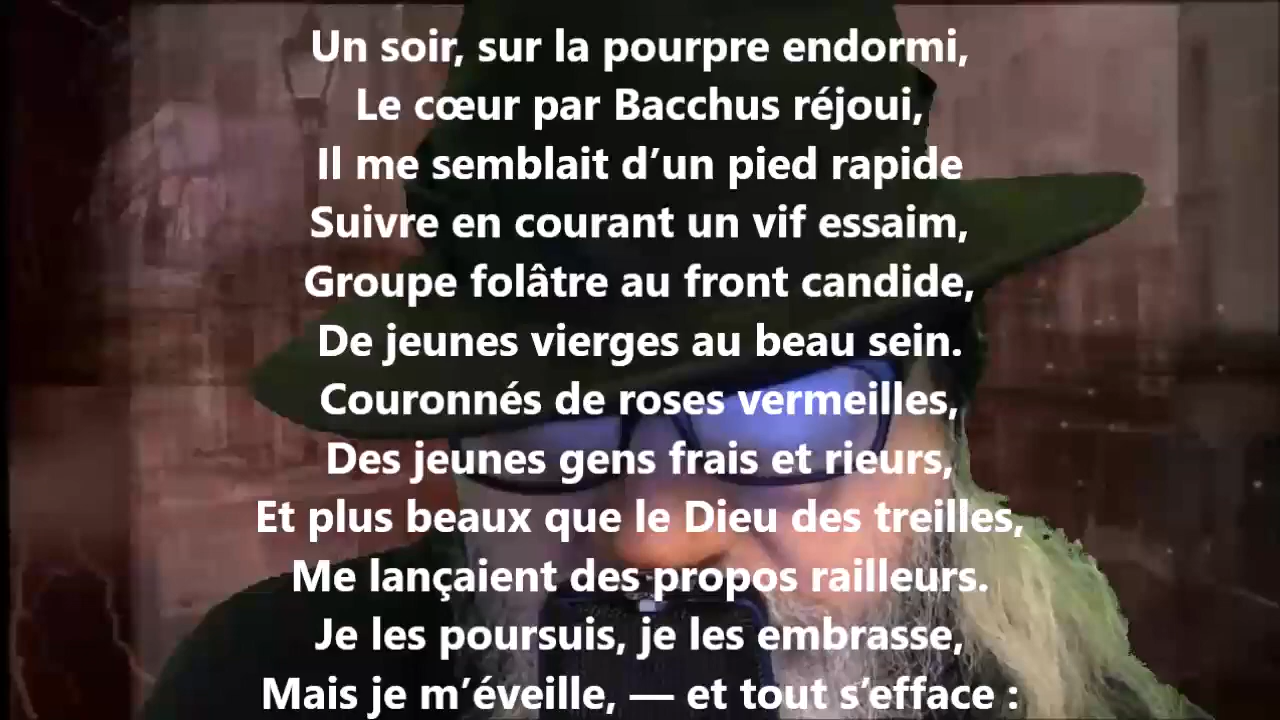 Un soir, sur la pourpre endormi,
Le cœur par Bacchus réjoui,
Il me semblait d’un pied rapide
Suivre en courant un vif essaim,
Groupe folâtre au front candide,
De jeunes vierges au beau sein.
Couronnés de roses vermeilles,
Des jeunes gens frais et rieurs,
Et plus beaux que le Dieu des treilles,
Me lançaient des propos railleurs.
Je les poursuis, je les embrasse,
Mais je m’éveille, — et tout s’efface :